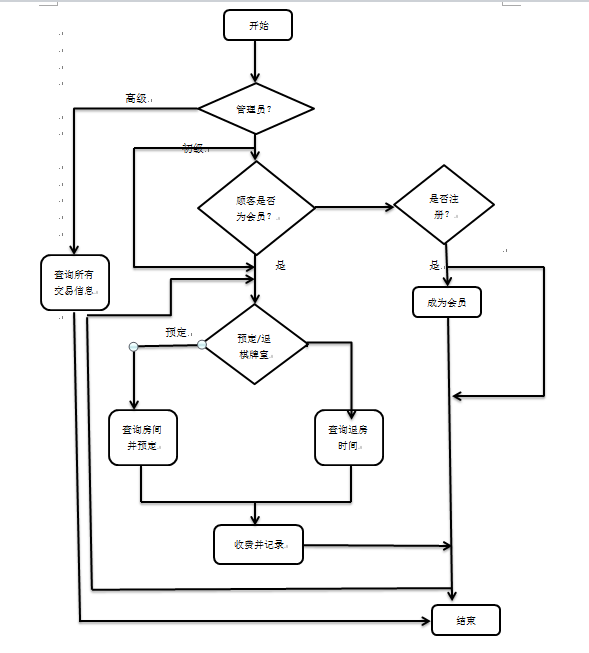 开始
高级
管理员？
初级
顾客是否
为会员？
是否注
册？
是
是
查询所有
交易信息
成为会员
预定
预定/退
棋牌室
查询房间
并预定
查询退房
时间
收费并记录
结束